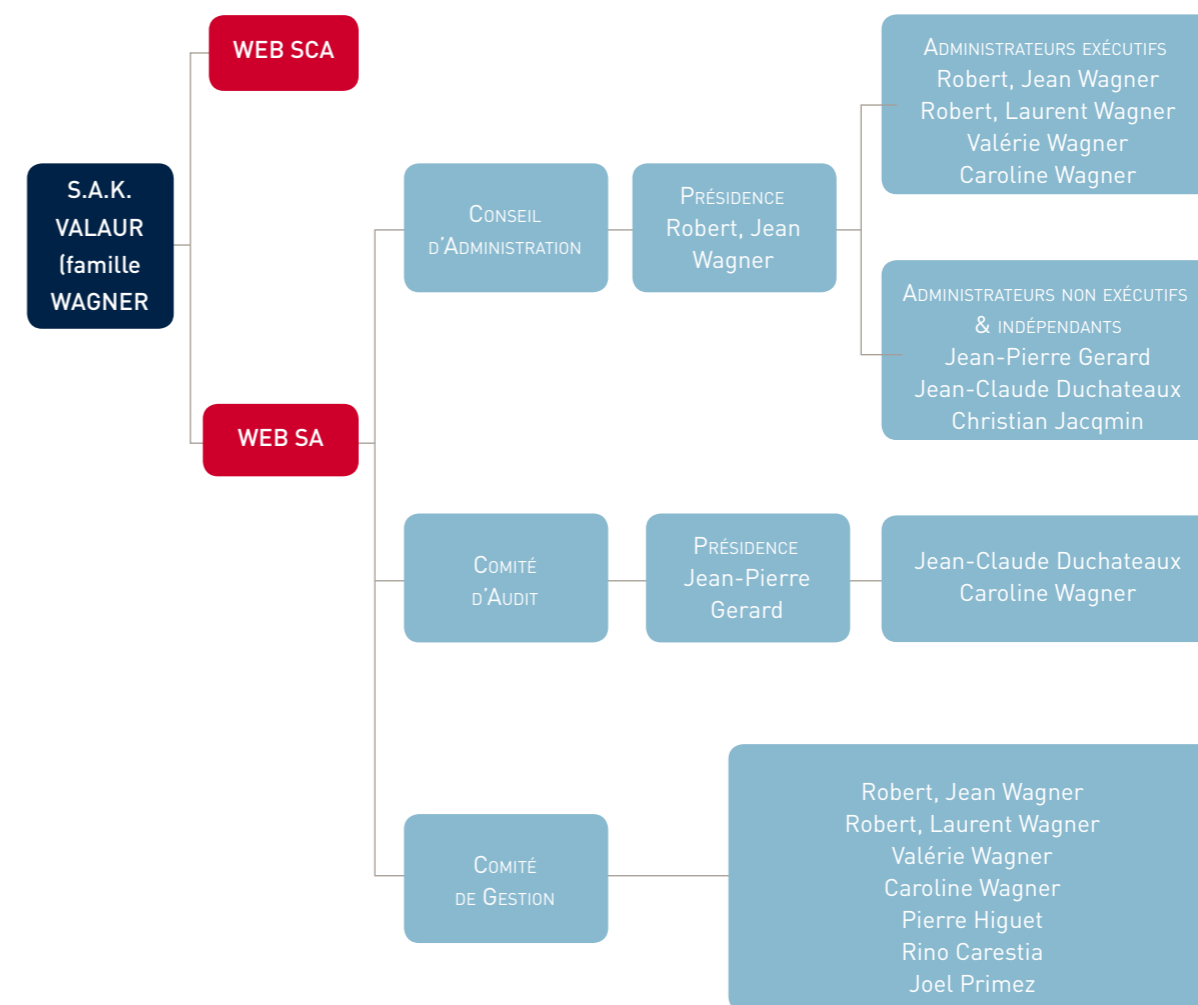 WEB SCA
S.A.K.
VALAUR
(famille
WAGNER
WEB SA
CONSEIL
D'ADMINISTRATION
PRÉSIDENCE
Robert, Jean
Wagner
ADMINISTRATEURS EXÉCUTIFS
Robert, Jean Wagner
Robert, Laurent Wagner
Valérie Wagner
Caroline Wagner
ADMINISTRATEURS NON EXÉCUTIFS
& INDÉPENDANTS
Jean-Pierre Gerard
Jean-Claude Duchateaux
Christian Jacqmin
COMITÉ
D'AUDIT
PRÉSIDENCE
Jean-Pierre
Gerard
Jean-Claude Duchateaux
Caroline Wagner
COMITÉ
DE GESTION
Robert, Jean Wagner
Robert, Laurent Wagner
Valérie Wagner
Caroline Wagner
Pierre Higuet
Rino Carestia
Joel Primez